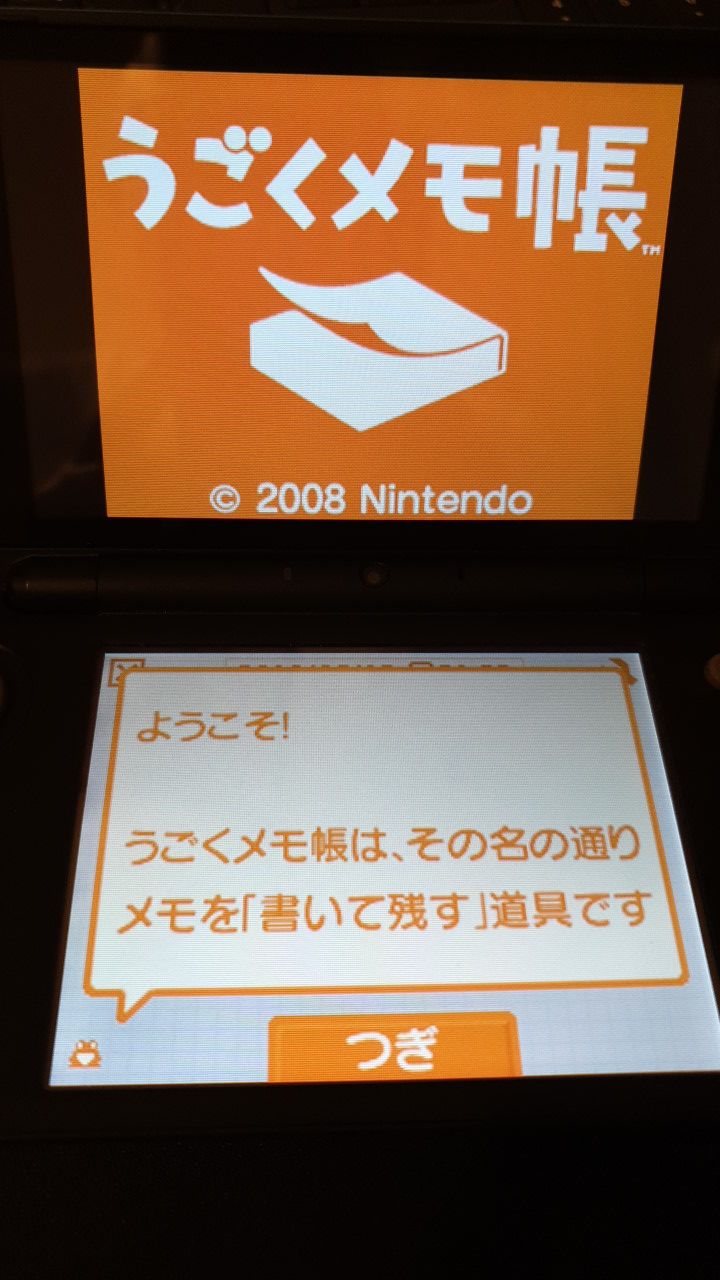 うごくメモ帳™
© 2008 Nintendo
ようこそ!
うごくメモ帳は、その名の通り
メモを「書いて残す」道具です
つぎ